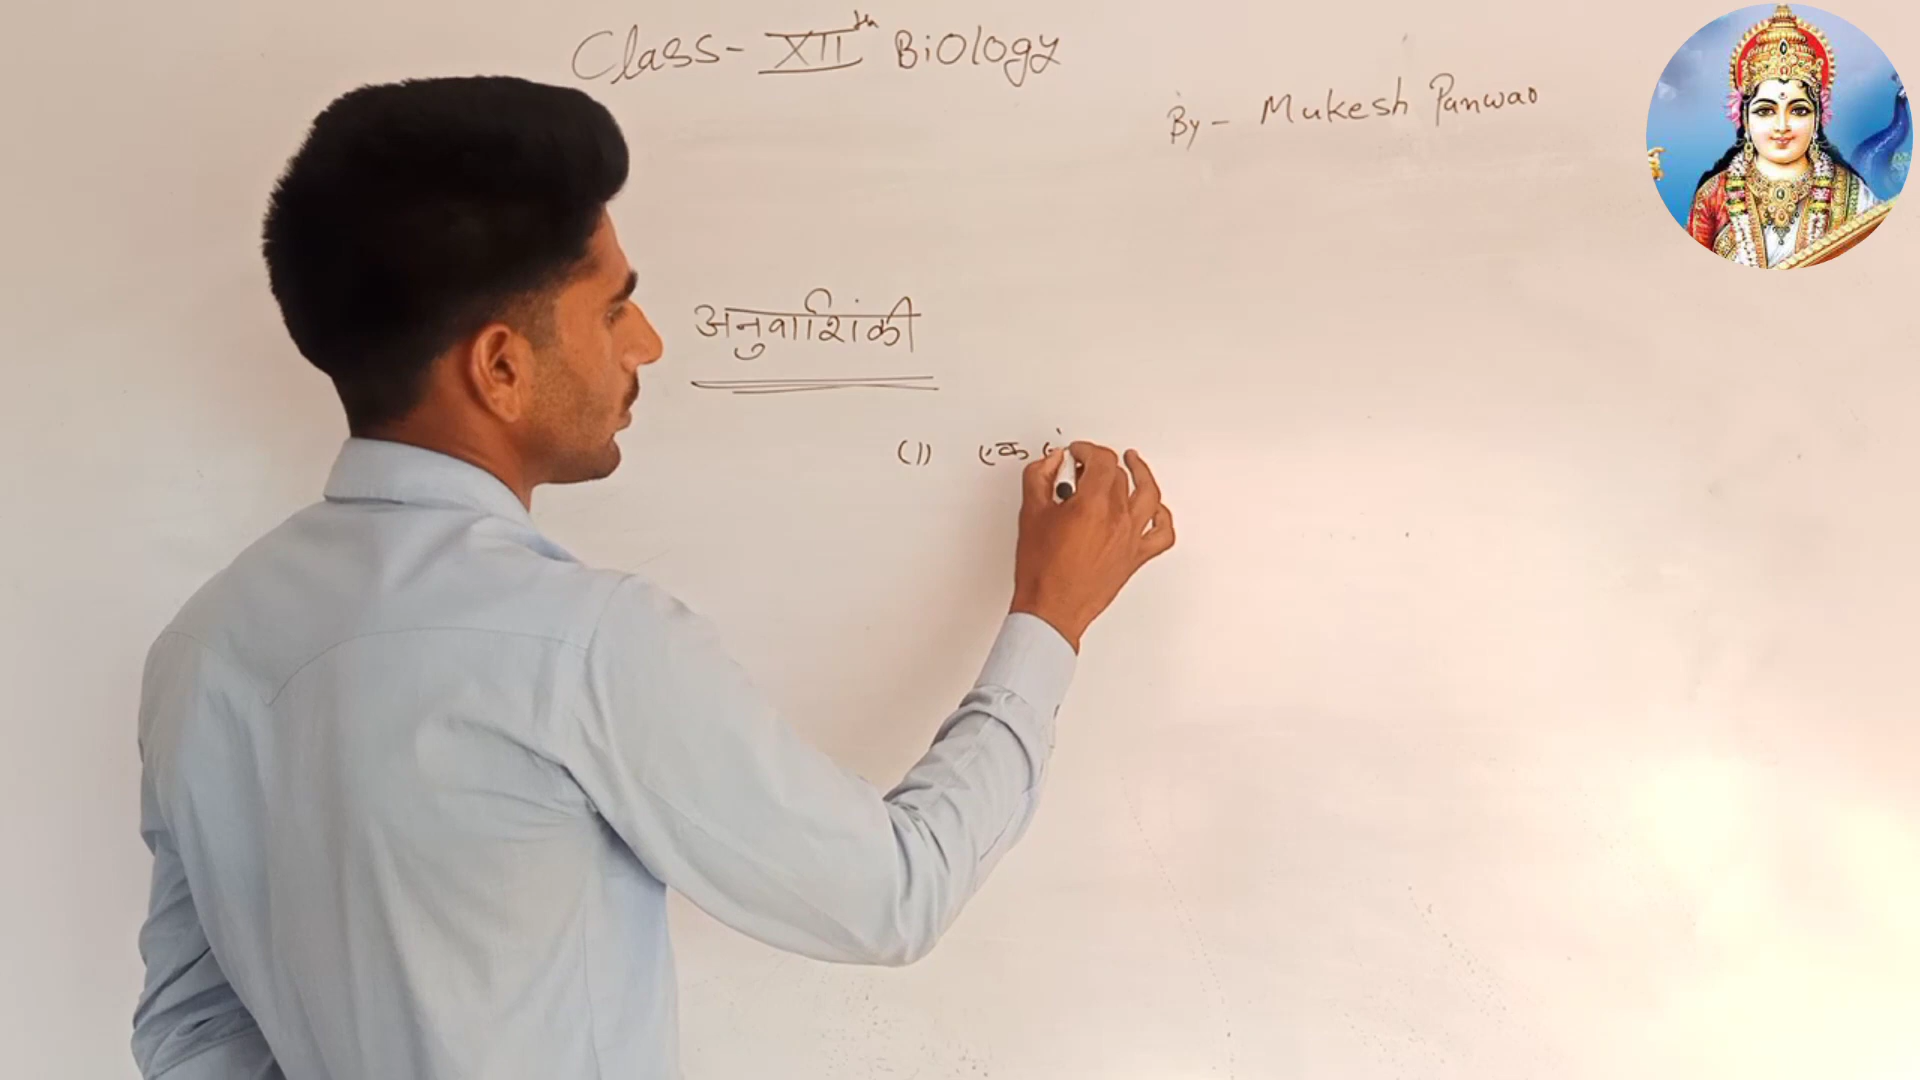 Class- XIIth Biology
By- Mukesh Panwar
अनुवाशिंकी
(1) एक